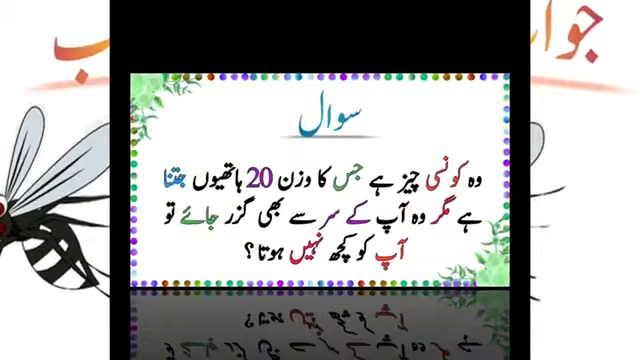 سوال
وہ کونسی چیز ہے جس کا وزن 20 ہاتھیوں جتنا
ہے مگر وہ آپ کے سر سے بھی گزر جائے تو
آپ کو کچھ نہیں ہوتا ؟